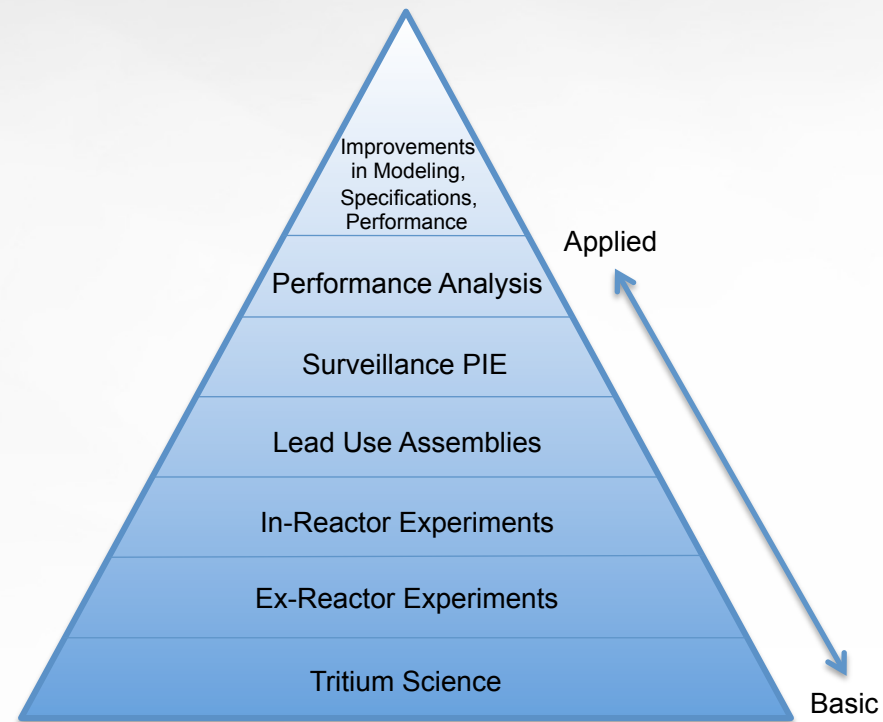 Improvements
in Modeling,
Specifications,
Performance
Applied
Performance Analysis
Surveillance PIE
Lead Use Assemblies
In-Reactor Experiments
Ex-Reactor Experiments
Tritium Science
Basic